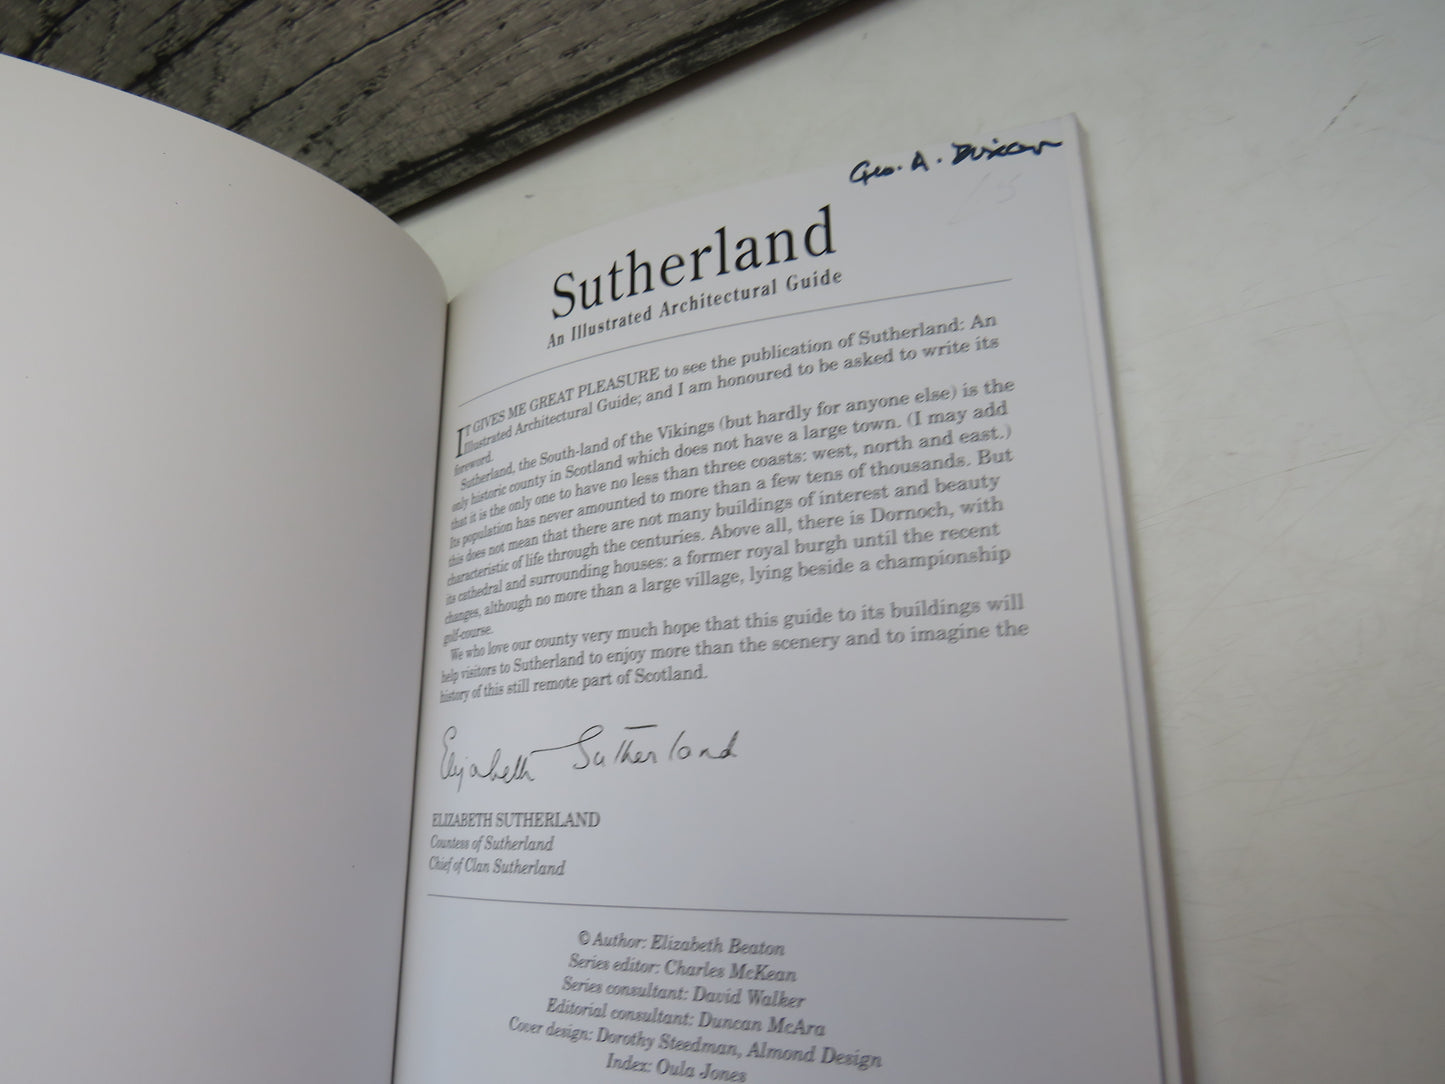 Geo. A. Duncan
£5
Sutherland
An Illustrated Architectural Guide
IT GIVES ME GREAT PLEASURE to see the publication of Sutherland: An
Illustrated Architectural Guide; and I am honoured to be asked to write its
foreword.
Sutherland, the South-land of the Vikings (but hardly for anyone else) is the
only historic county in Scotland which does not have a large town. (I may add
that it is the only one to have no less than three coasts: west, north and east.)
Its population has never amounted to more than a few tens of thousands. But
this does not mean that there are not many buildings of interest and beauty
characteristic of life through the centuries. Above all, there is Dornoch, with
its cathedral and surrounding houses: a former royal burgh until the recent
changes, although no more than a large village, lying beside a championship
golf-course.
We who love our county very much hope that this guide to its buildings will
help visitors to Sutherland to enjoy more than the scenery and to imagine the
history of this still remote part of Scotland.
Elizabeth Sutherland
ELIZABETH SUTHERLAND
Countess of Sutherland
Chief of Clan Sutherland
© Author: Elizabeth Beaton
Series editor: Charles McKean
Series consultant: David Walker
Editorial consultant: Duncan McAra
Cover design: Dorothy Steedman, Almond Design
Index: Oula Jones